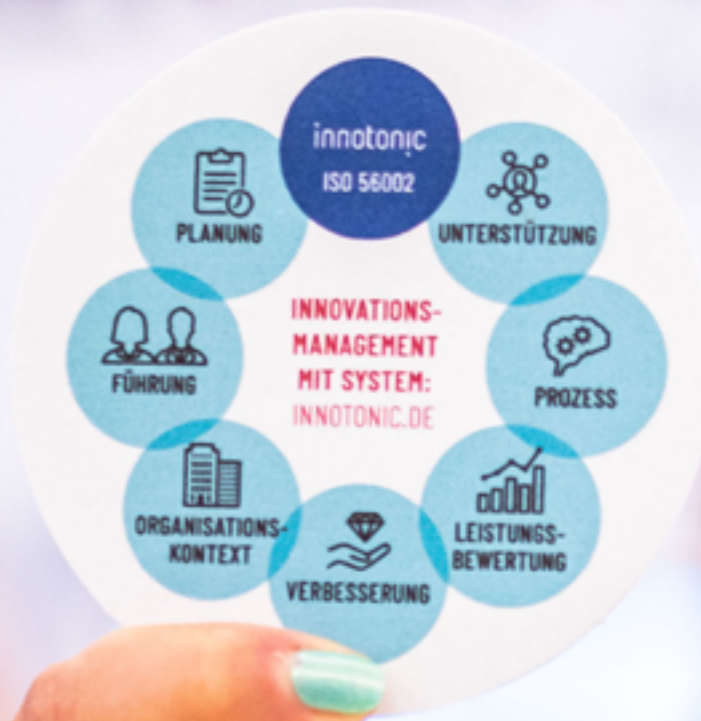 innotonic
ISO 56002
PLANUNG
UNTERSTÜTZUNG
INNOVATIONS-
MANAGEMENT
MIT SYSTEM:
INNOTONIC.DE
FÜHRUNG
PROZESS
ORGANISATIONS-
KONTEXT
LEISTUNGS-
BEWERTUNG
VERBESSERUNG